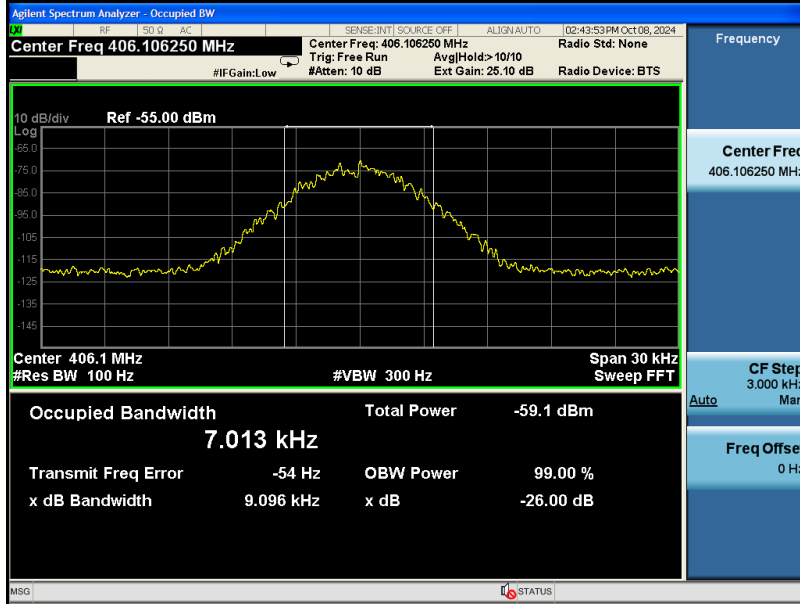 Agilent Spectrum Analyzer - Occupied BW
LXI RF 50 Ω AC SENSE:INT SOURCE OFF ALIGN AUTO 02:43:53 PM Oct 08, 2024
Center Freq 406.106250 MHz
Center Freq: 406.106250 MHz
Radio Std: None
Trig: Free Run Avg|Hold:>10/10
#IFGain:Low #Atten: 10 dB Ext Gain: 25.10 dB Radio Device: BTS
Frequency
10 dB/div Ref -55.00 dBm
Log
-65.0
-75.0
-85.0
-95.0
-105
-115
-125
-135
-145
Center 406.1 MHz Span 30 kHz
#Res BW 100 Hz #VBW 300 Hz Sweep FFT
Occupied Bandwidth Total Power -59.1 dBm
7.013 kHz
Transmit Freq Error -54 Hz OBW Power 99.00 %
x dB Bandwidth 9.096 kHz x dB -26.00 dB
Center Freq
406.106250 MHz
CF Step
3.000 kHz
Auto Man
Freq Offset
0 Hz
MSG STATUS